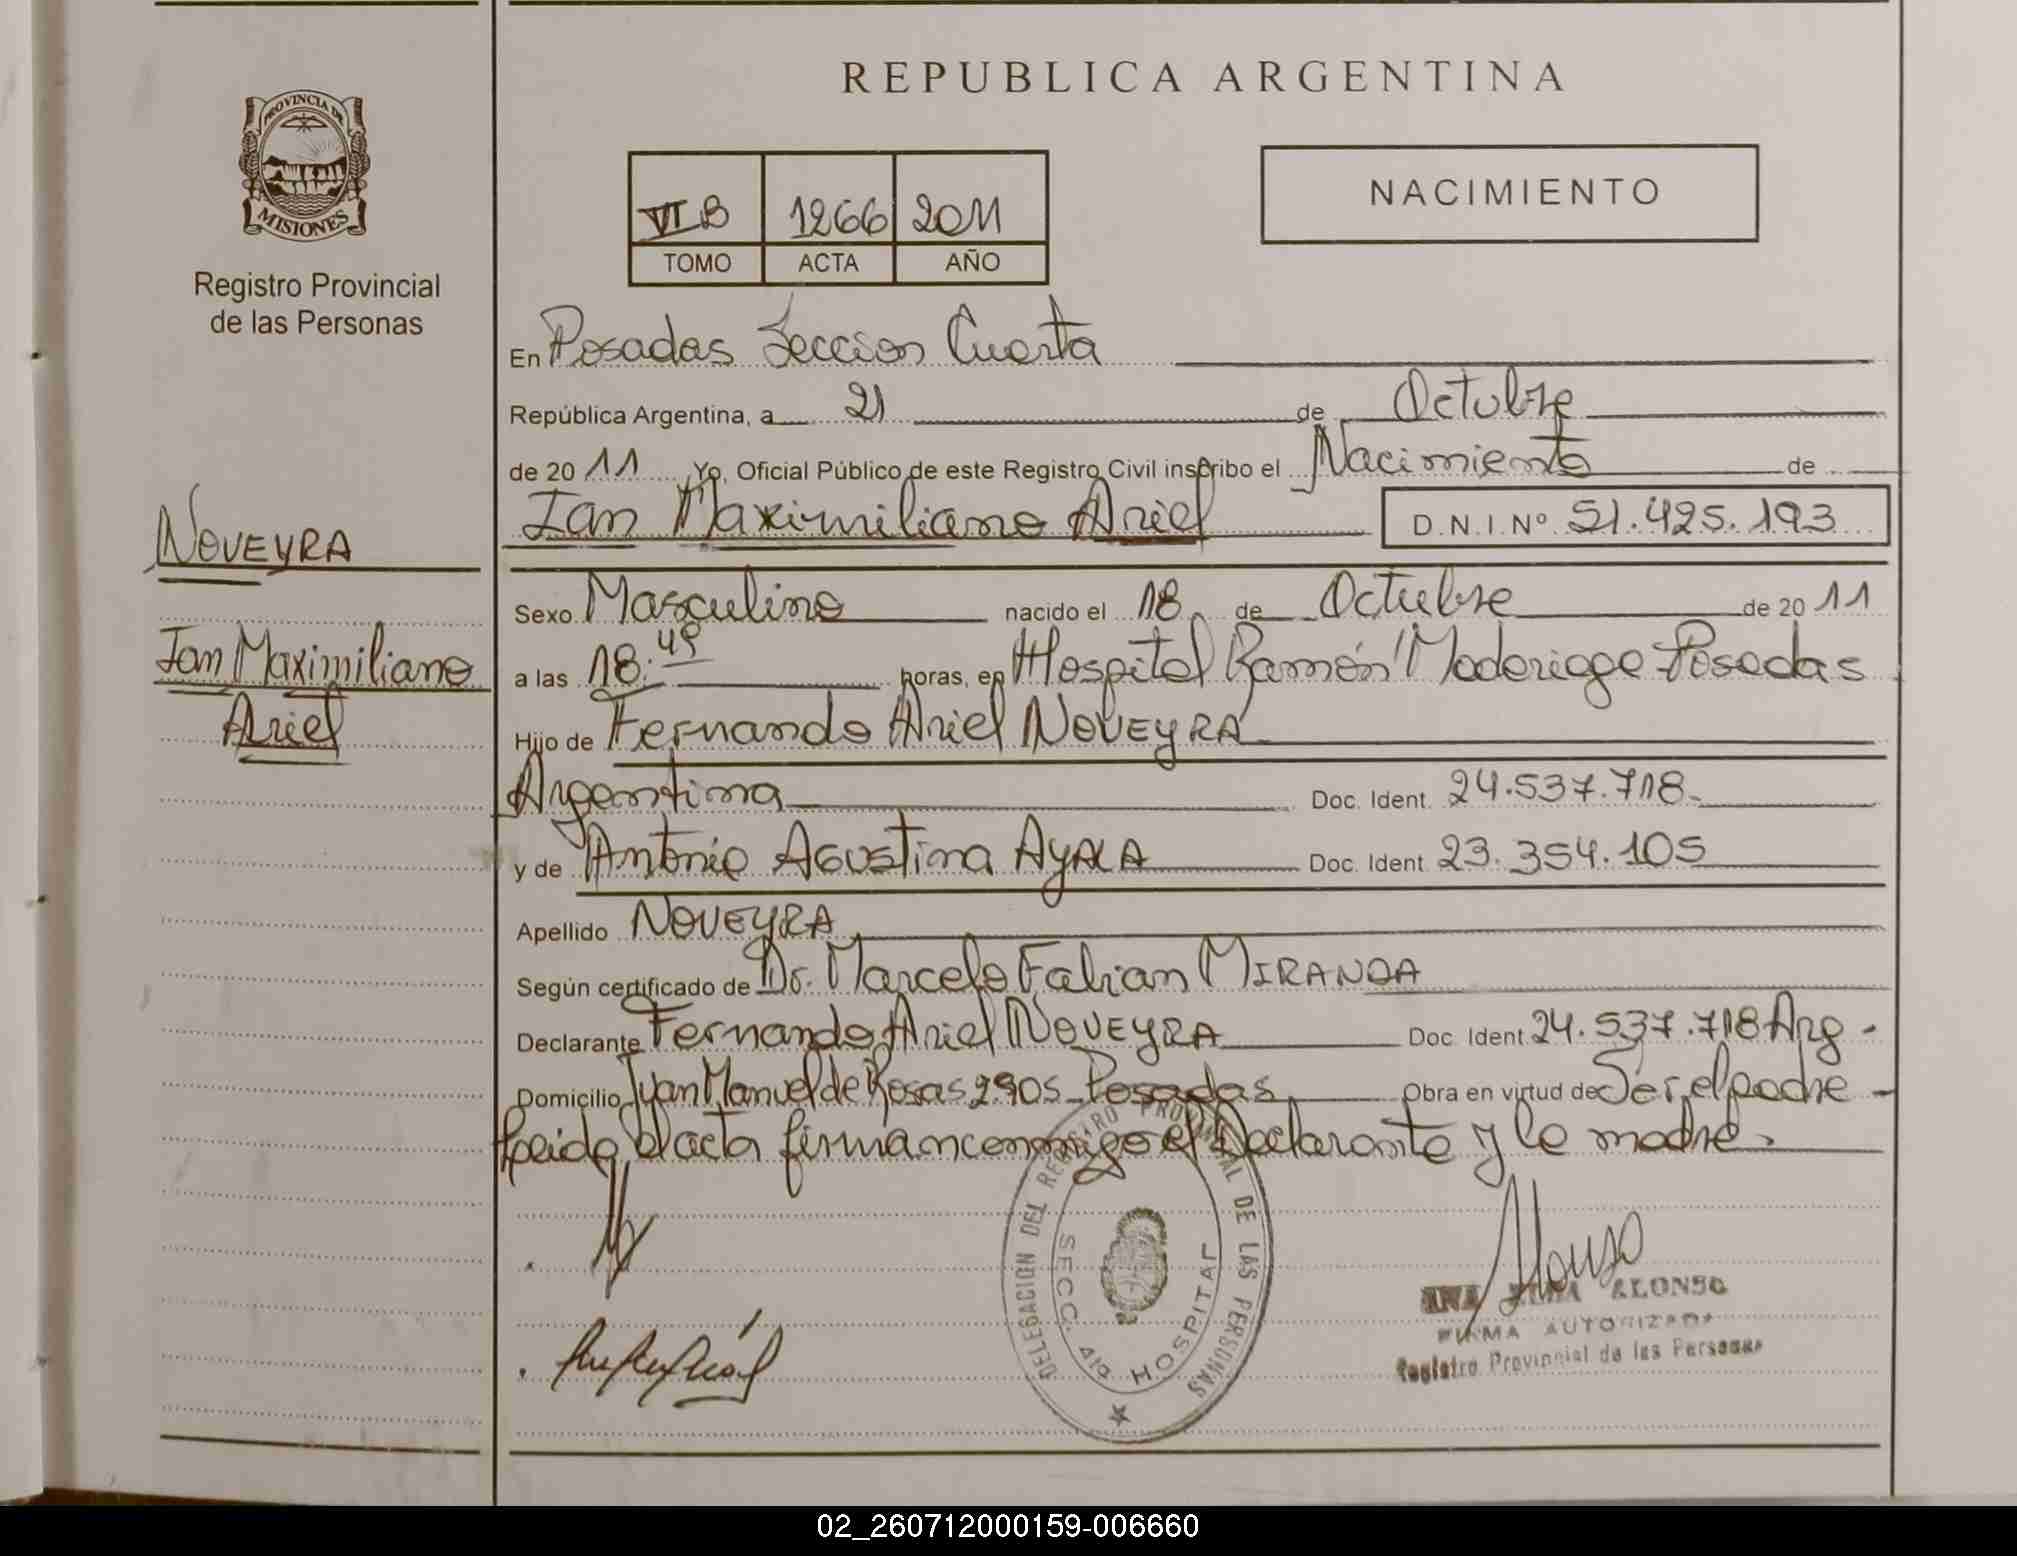 REPUBLICA ARGENTINA
PROVINCIA DE
MISIONES
Registro Provincial
de las Personas
VI B 1266 2011
TOMO ACTA AÑO
NACIMIENTO
En Posadas Seccion Cuarta
República Argentina, a 21 de Octubre
de 20 11 Yo, Oficial Público de este Registro Civil inscribo el Nacimiento de
Ian Maximiliano Ariel D.N.I.Nº 51.425.193
NOVEYRA
Ian Maximiliano
Ariel
Sexo Masculino nacido el 18 de Octubre de 20 11
a las 18: horas, en Hospital Ramón Madariaga Posadas
Hijo de Fernando Ariel NOVEYRA
Argentina Doc. Ident. 24.537.718
y de Antonia Agustina AYALA Doc. Ident. 23.354.105
Apellido NOVEYRA
Según certificado de Dr. Marcelo Fabian MIRANDA
Declarante Fernando Ariel NOVEYRA Doc. Ident. 24.537.718 Arg-
Domicilio Juan Manuel de Rosas 2905 Posadas Obra en virtud de Ser el padre
Leida el acta firman conmigo el Declarante y la madre.
DELEGACION DEL REGISTRO PROVINCIAL DE LAS PERSONAS
SECC. 4ta HOSPITAL
ANA ALONSO
FIRMA AUTORIZADA
Registro Provincial de las Personas
02_260712000159-006660